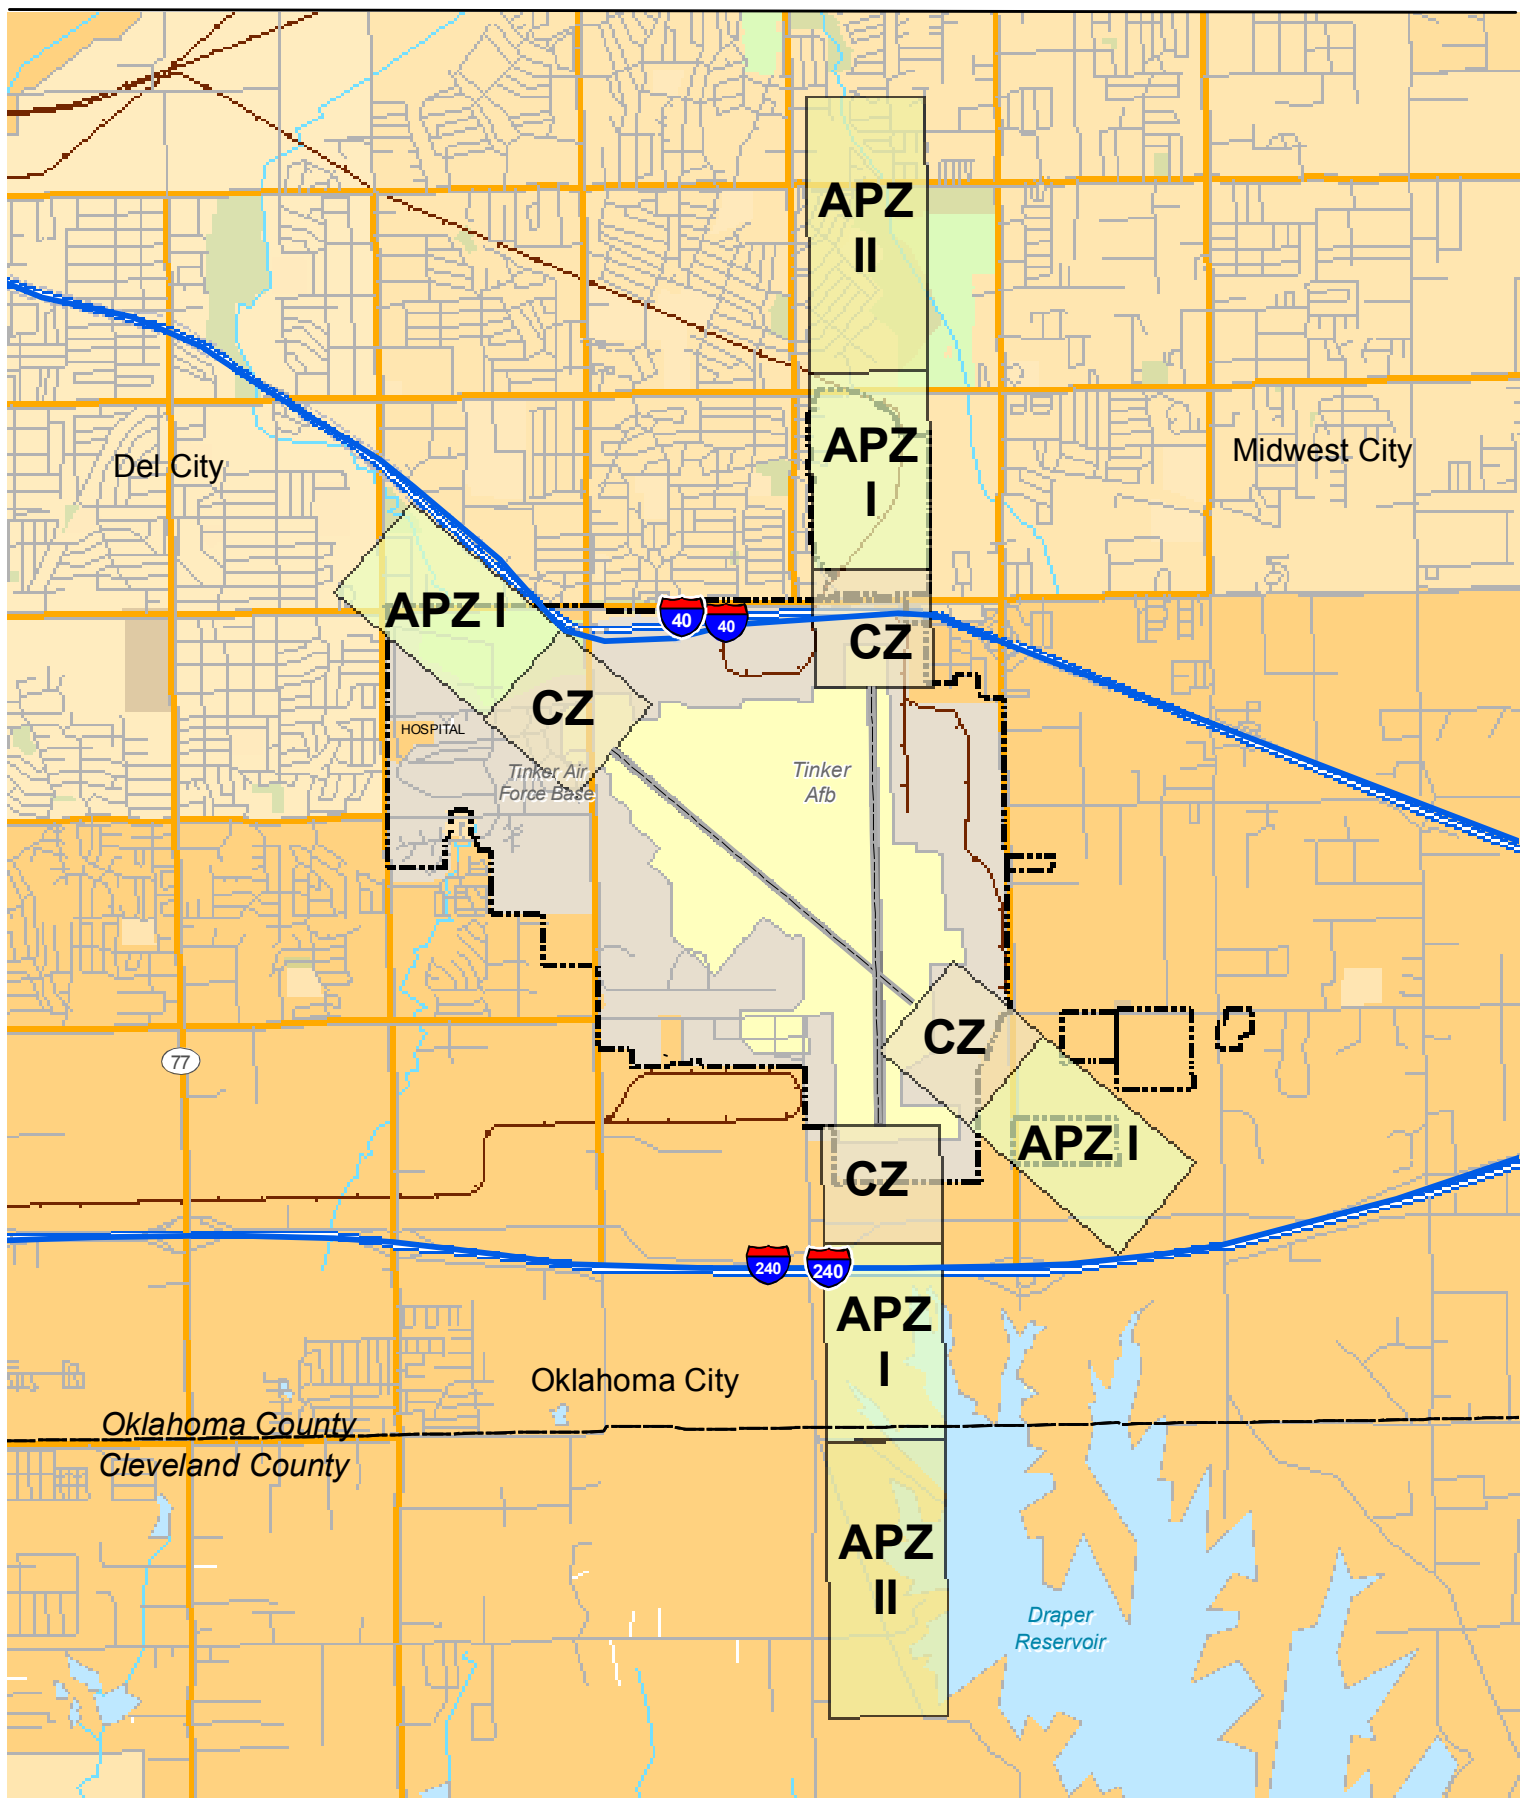 APZ
II
APZ
I
Midwest City
Del City
APZ I
40
40
CZ
CZ
HOSPITAL
Tinker Air
Force Base
Tinker
Afb
CZ
77
APZ I
CZ
240
240
APZ
I
Oklahoma City
Oklahoma County
Cleveland County
APZ
II
Draper
Reservoir